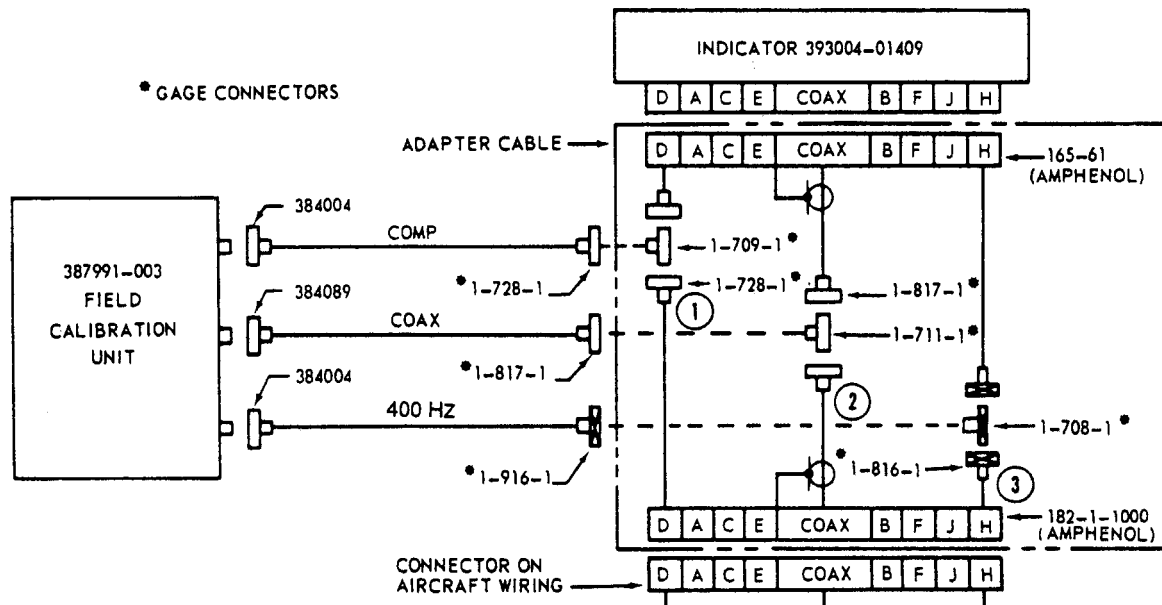 INDICATOR 393004-01409
* GAGE CONNECTORS
D A C E COAX B F J H
ADAPTER CABLE
D A C E COAX B F J H
165-61
(AMPHENOL)
384004
COMP
1-709-1*
*1-728-1
1-728-1*
387991-003
FIELD
CALIBRATION
UNIT
384089
1
1-817-1*
COAX
1-711-1*
*1-817-1
384004
2
400 HZ
1-708-1*
*1-916-1
*1-816-1
3
D A C E COAX B F J H
182-1-1000
(AMPHENOL)
CONNECTOR ON
AIRCRAFT WIRING
D A C E COAX B F J H